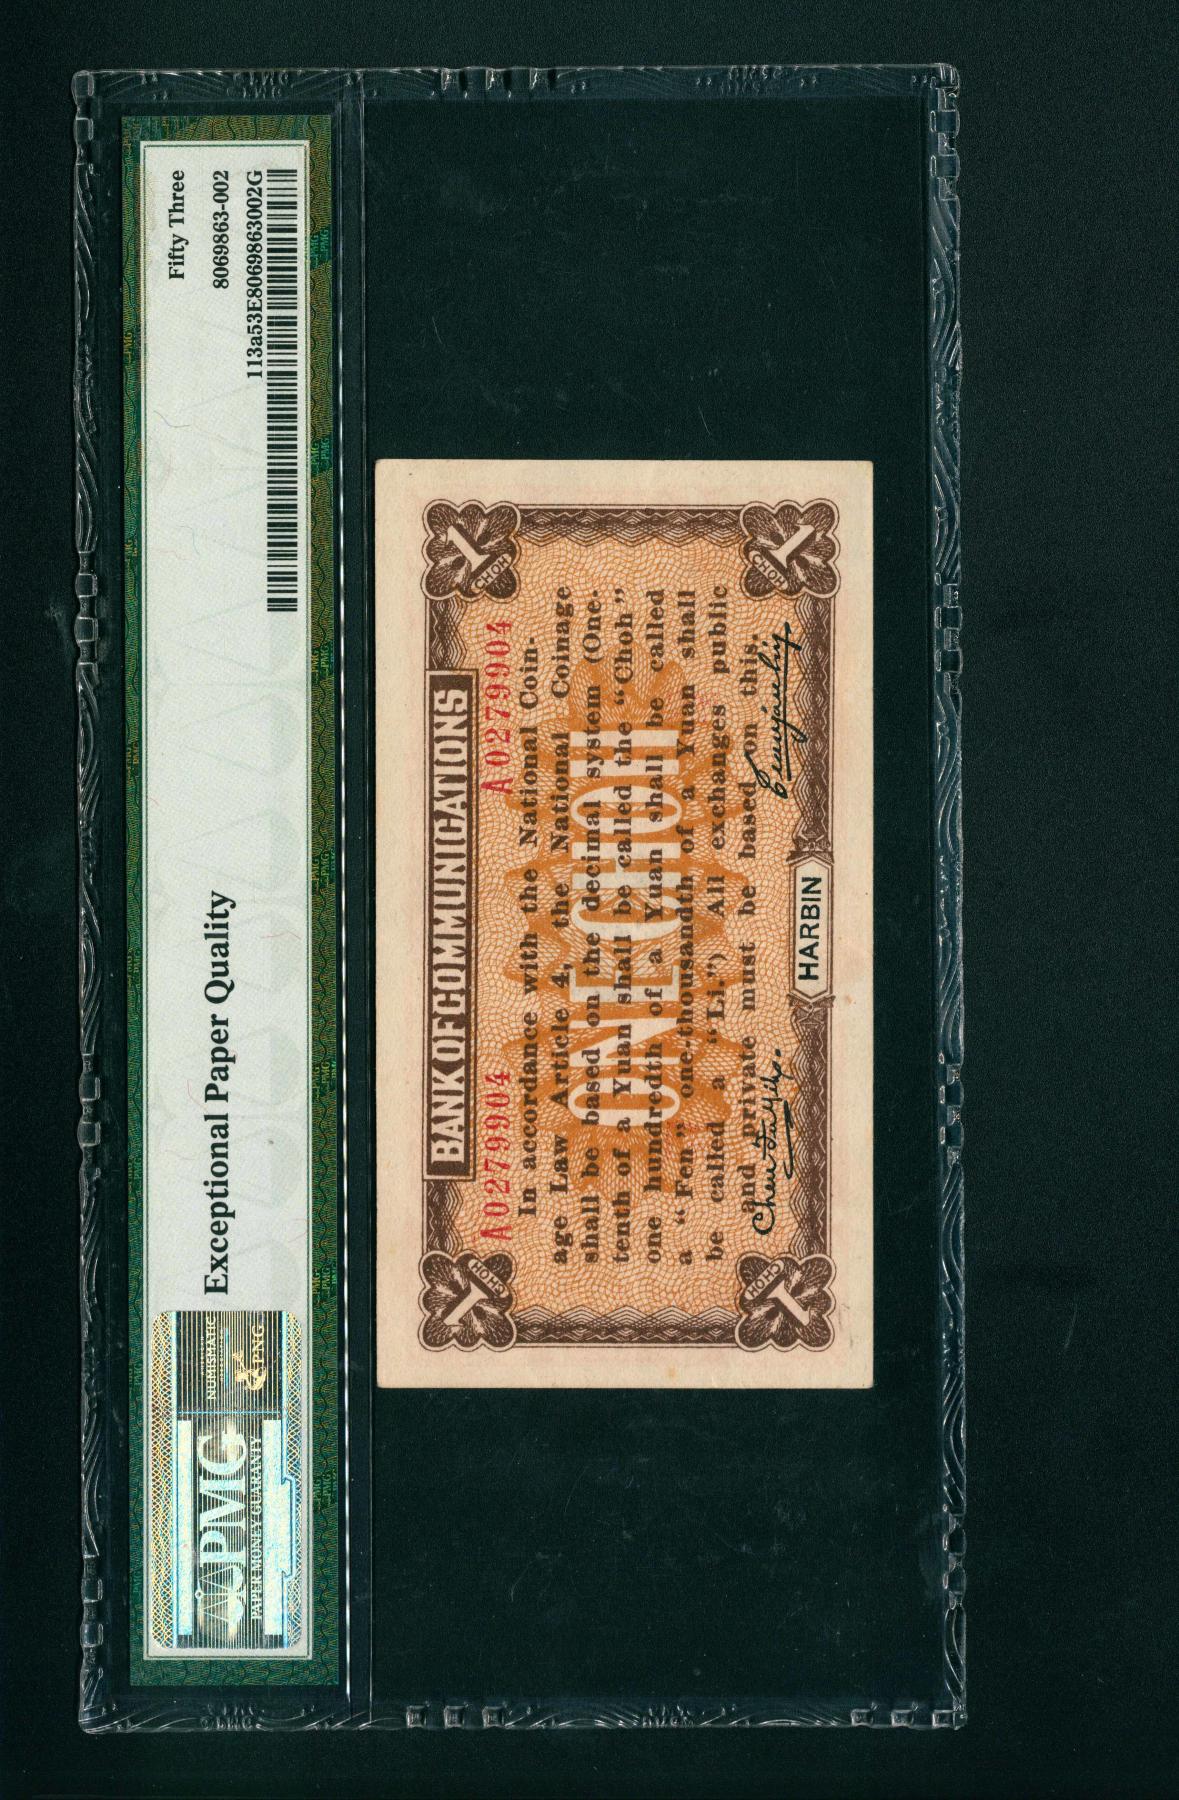 Fifty Three
8069863-002
113a53E8069863002G
Exceptional Paper Quality
NUMISMATIC
PNG
PMG
PAPER MONEY GUARANTY
1 CHOH
BANK OF COMMUNICATIONS
1 CHOH
A0279904 A0279904
ONE CHOH
In accordance with the National Coin-
age Law Article 4, the National Coinage
shall be based on the decimal system (One-
tenth of a Yuan shall be called the "Choh"
one hundredth of a Yuan shall be called
a "Fen" one-thousandth of a Yuan shall
be called a "Li.") All exchanges public
and private must be based on this.
1 CHOH
HARBIN
1 CHOH